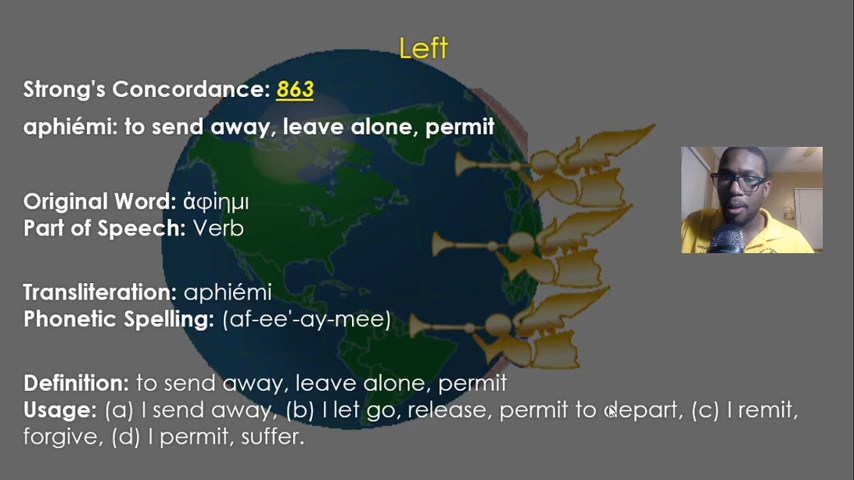 Left
Strong's Concordance: 863
aphiémi: to send away, leave alone, permit
Original Word: ἀφίημι
Part of Speech: Verb
Transliteration: aphiémi
Phonetic Spelling: (af-ee'-ay-mee)
Definition: to send away, leave alone, permit
Usage: (a) I send away, (b) I let go, release, permit to depart, (c) I remit,
forgive, (d) I permit, suffer.